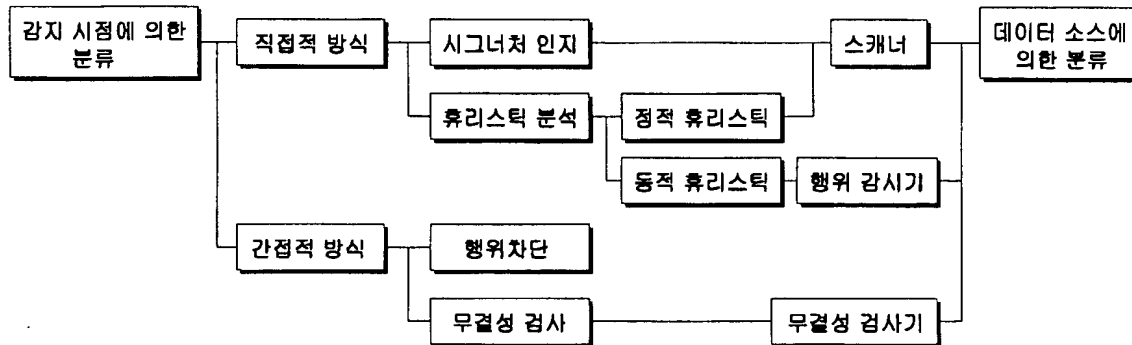 감지 시점에 의한
분류
직접적 방식
시그너처 인지
스캐너
데이터 소스에
의한 분류
휴리스틱 분석
정적 휴리스틱
동적 휴리스틱
행위 감시기
간접적 방식
행위차단
무결성 검사
무결성 검사기